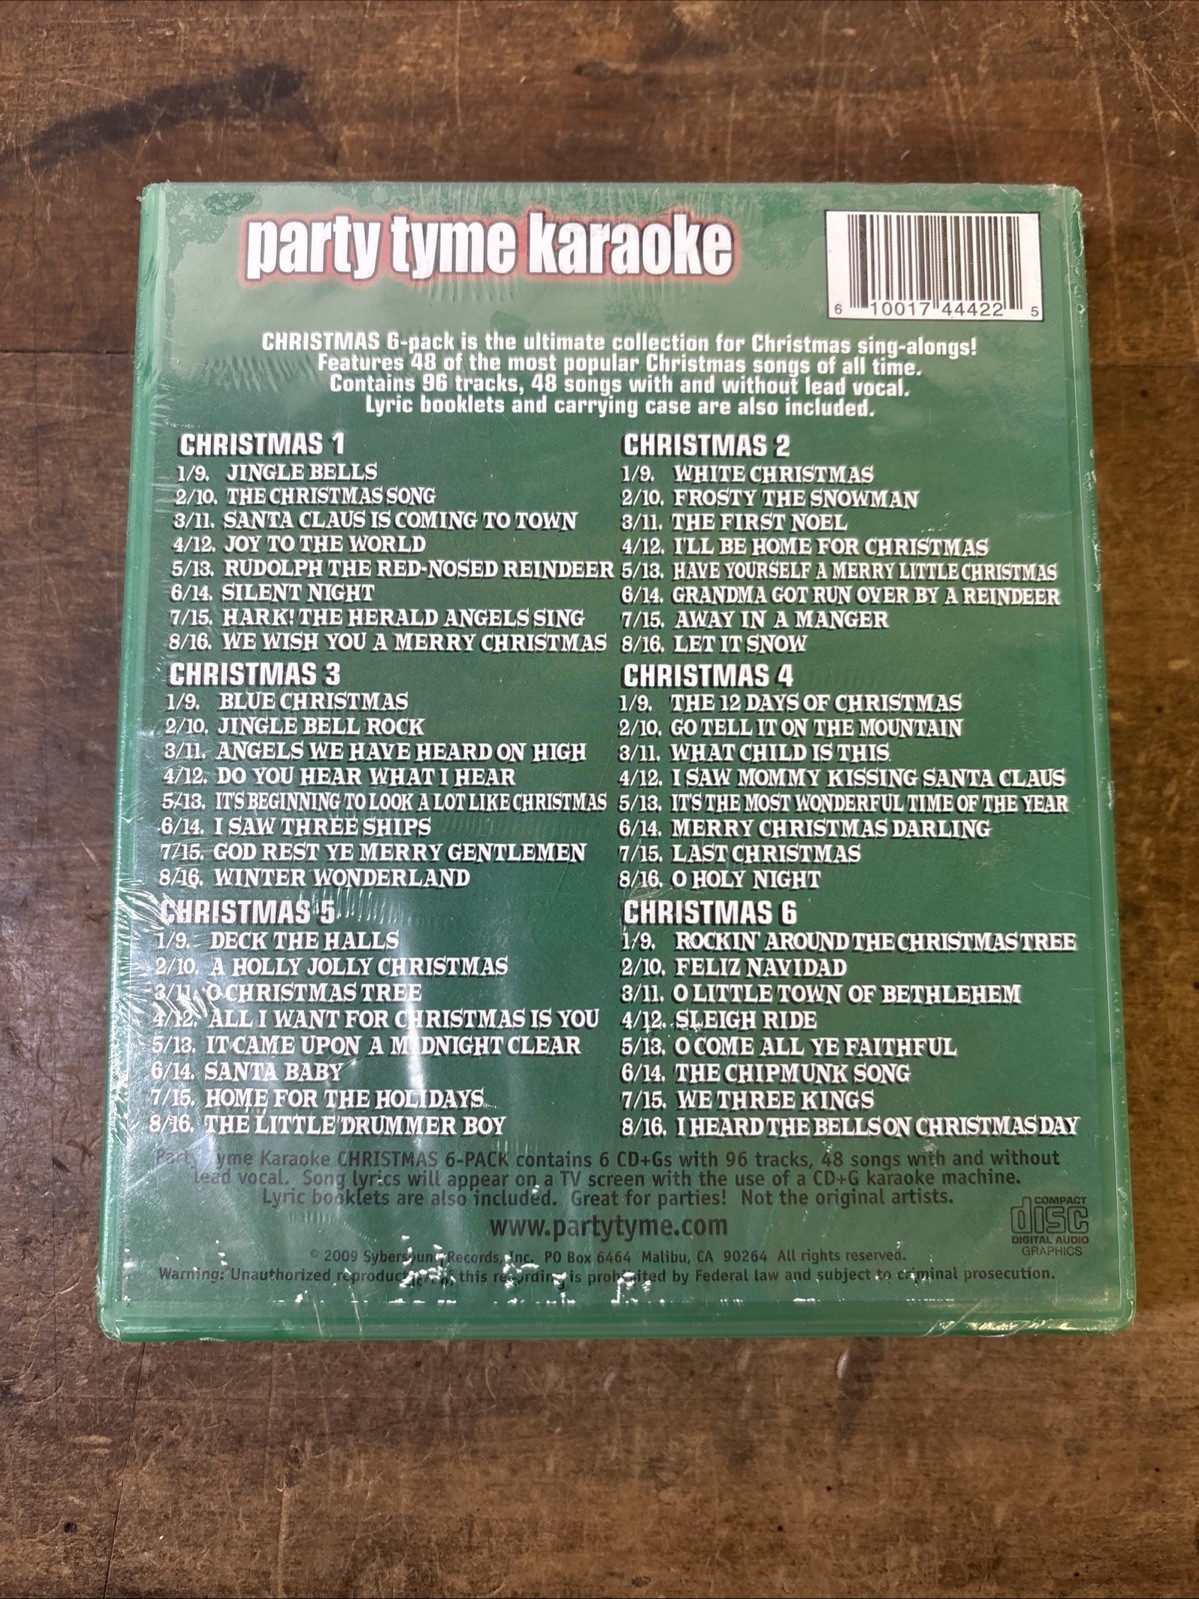 party tyme karaoke
6 10017 44422 5
CHRISTMAS 6-pack is the ultimate collection for Christmas sing-alongs!
Features 48 of the most popular Christmas songs of all time.
Contains 96 tracks, 48 songs with and without lead vocal.
Lyric booklets and carrying case are also included.
CHRISTMAS 1
1/9. JINGLE BELLS
2/10. THE CHRISTMAS SONG
3/11. SANTA CLAUS IS COMING TO TOWN
4/12. JOY TO THE WORLD
5/13. RUDOLPH THE RED-NOSED REINDEER
6/14. SILENT NIGHT
7/15. HARK! THE HERALD ANGELS SING
8/16. WE WISH YOU A MERRY CHRISTMAS
CHRISTMAS 2
1/9. WHITE CHRISTMAS
2/10. FROSTY THE SNOWMAN
3/11. THE FIRST NOEL
4/12. I'LL BE HOME FOR CHRISTMAS
5/13. HAVE YOURSELF A MERRY LITTLE CHRISTMAS
6/14. GRANDMA GOT RUN OVER BY A REINDEER
7/15. AWAY IN A MANGER
8/16. LET IT SNOW
CHRISTMAS 3
1/9. BLUE CHRISTMAS
2/10. JINGLE BELL ROCK
3/11. ANGELS WE HAVE HEARD ON HIGH
4/12. DO YOU HEAR WHAT I HEAR
5/13. IT'S BEGINNING TO LOOK A LOT LIKE CHRISTMAS
6/14. I SAW THREE SHIPS
7/15. GOD REST YE MERRY GENTLEMEN
8/16. WINTER WONDERLAND
CHRISTMAS 4
1/9. THE 12 DAYS OF CHRISTMAS
2/10. GO TELL IT ON THE MOUNTAIN
3/11. WHAT CHILD IS THIS
4/12. I SAW MOMMY KISSING SANTA CLAUS
5/13. IT'S THE MOST WONDERFUL TIME OF THE YEAR
6/14. MERRY CHRISTMAS DARLING
7/15. LAST CHRISTMAS
8/16. O HOLY NIGHT
CHRISTMAS 5
1/9. DECK THE HALLS
2/10. A HOLLY JOLLY CHRISTMAS
3/11. O CHRISTMAS TREE
4/12. ALL I WANT FOR CHRISTMAS IS YOU
5/13. IT CAME UPON A MIDNIGHT CLEAR
6/14. SANTA BABY
7/15. HOME FOR THE HOLIDAYS
8/16. THE LITTLE DRUMMER BOY
CHRISTMAS 6
1/9. ROCKIN' AROUND THE CHRISTMAS TREE
2/10. FELIZ NAVIDAD
3/11. O LITTLE TOWN OF BETHLEHEM
4/12. SLEIGH RIDE
5/13. O COME ALL YE FAITHFUL
6/14. THE CHIPMUNK SONG
7/15. WE THREE KINGS
8/16. I HEARD THE BELLS ON CHRISTMAS DAY
Party Tyme Karaoke CHRISTMAS 6-PACK contains 6 CD+Gs with 96 tracks, 48 songs with and without
lead vocal. Song lyrics will appear on a TV screen with the use of a CD+G karaoke machine.
Lyric booklets are also included. Great for parties! Not the original artists.
www.partytyme.com
COMPACT
disc
DIGITAL AUDIO
GRAPHICS
© 2009 Sybersound Records, Inc. PO Box 6464 Malibu, CA 90264 All rights reserved.
Warning: Unauthorized reproduction of this recording is prohibited by Federal law and subject to criminal prosecution.